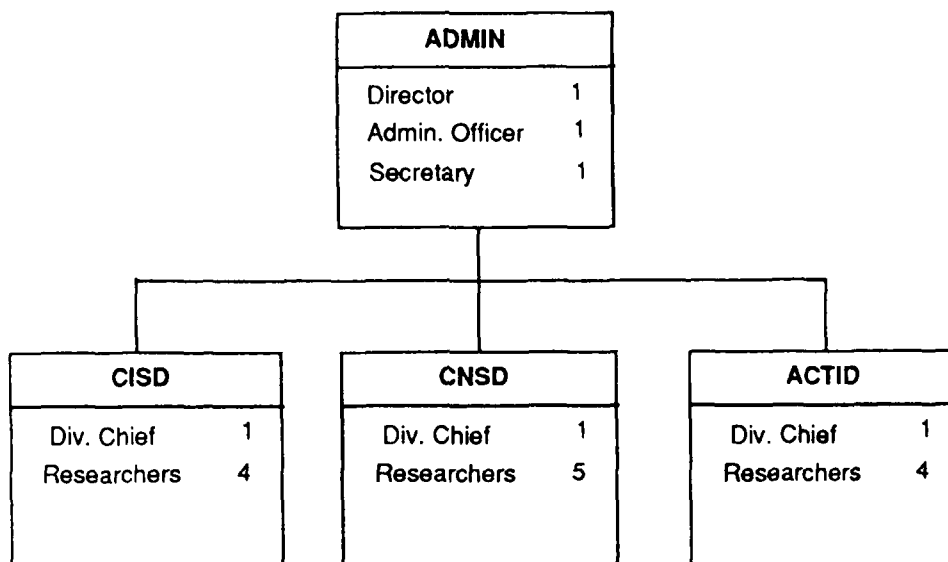 ADMIN
Director 1
Admin. Officer 1
Secretary 1
CISD
Div. Chief 1
Researchers 4
CNSD
Div. Chief 1
Researchers 5
ACTID
Div. Chief 1
Researchers 4